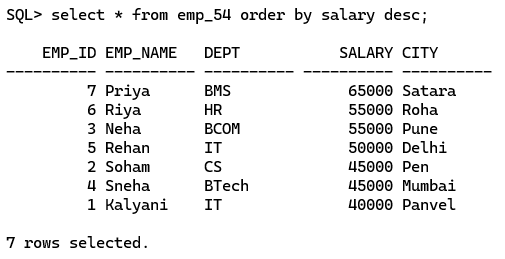 SQL> select * from emp_54 order by salary desc;
EMP_ID EMP_NAME DEPT SALARY CITY
---------- ---------- ---------- ---------- ----------
7 Priya BMS 65000 Satara
6 Riya HR 55000 Roha
3 Neha BCOM 55000 Pune
5 Rehan IT 50000 Delhi
2 Soham CS 45000 Pen
4 Sneha BTech 45000 Mumbai
1 Kalyani IT 40000 Panvel
7 rows selected.